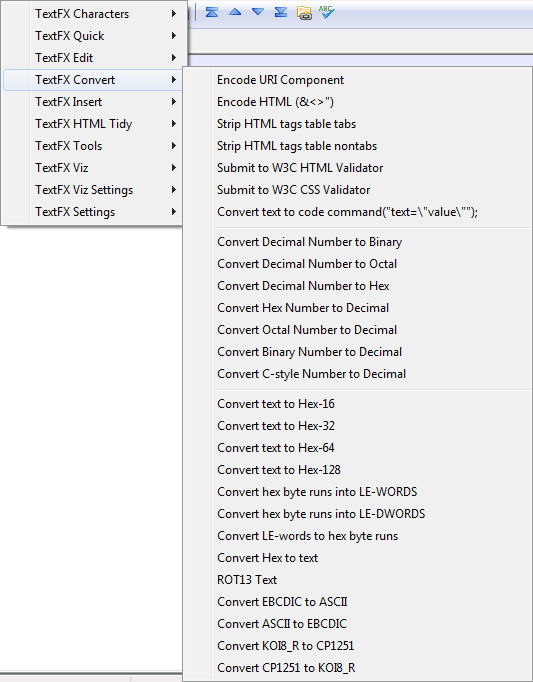 ABC
TextFX Characters
TextFX Quick
TextFX Edit
TextFX Convert
TextFX Insert
TextFX HTML Tidy
TextFX Tools
TextFX Viz
TextFX Viz Settings
TextFX Settings
Encode URI Component
Encode HTML (&<>")
Strip HTML tags table tabs
Strip HTML tags table nontabs
Submit to W3C HTML Validator
Submit to W3C CSS Validator
Convert text to code command("text=\"value\"");
Convert Decimal Number to Binary
Convert Decimal Number to Octal
Convert Decimal Number to Hex
Convert Hex Number to Decimal
Convert Octal Number to Decimal
Convert Binary Number to Decimal
Convert C-style Number to Decimal
Convert text to Hex-16
Convert text to Hex-32
Convert text to Hex-64
Convert text to Hex-128
Convert hex byte runs into LE-WORDS
Convert hex byte runs into LE-DWORDS
Convert LE-words to hex byte runs
Convert Hex to text
ROT13 Text
Convert EBCDIC to ASCII
Convert ASCII to EBCDIC
Convert KOI8_R to CP1251
Convert CP1251 to KOI8_R